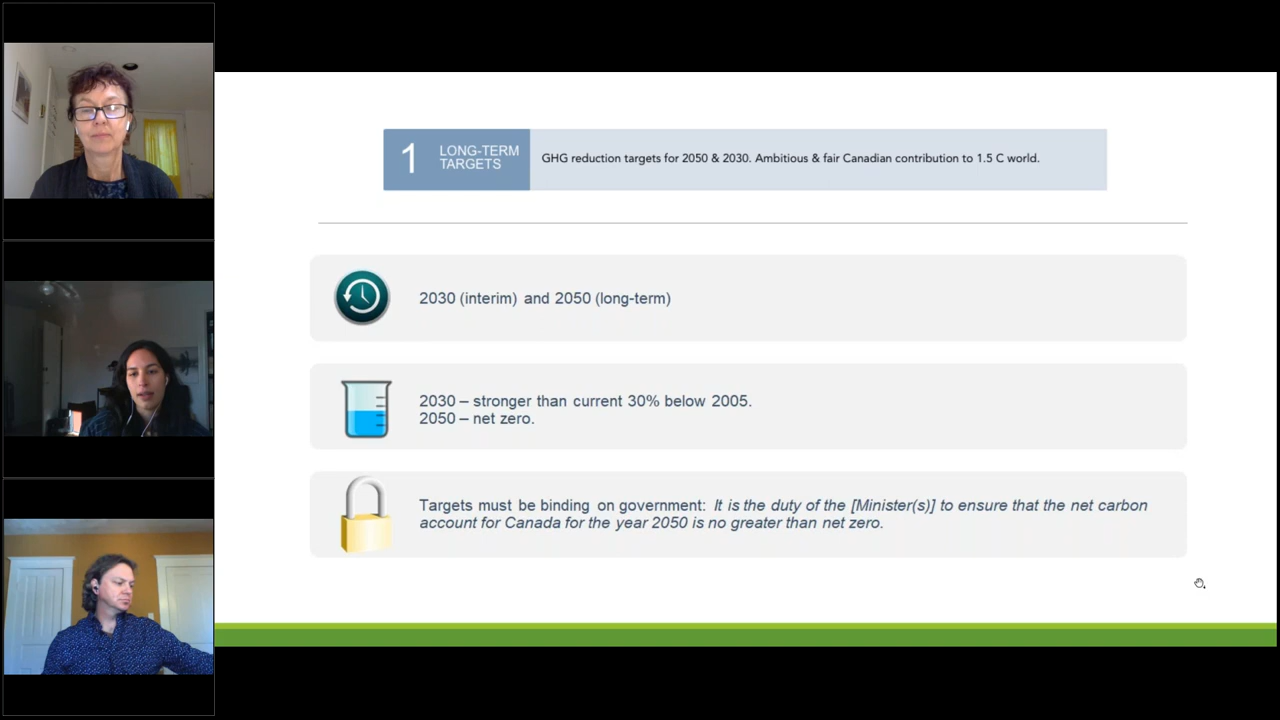 1
LONG-TERM
TARGETS
GHG reduction targets for 2050 & 2030. Ambitious & fair Canadian contribution to 1.5 C world.
2030 (interim) and 2050 (long-term)
2030 – stronger than current 30% below 2005.
2050 – net zero.
Targets must be binding on government: It is the duty of the [Minister(s)] to ensure that the net carbon
account for Canada for the year 2050 is no greater than net zero.